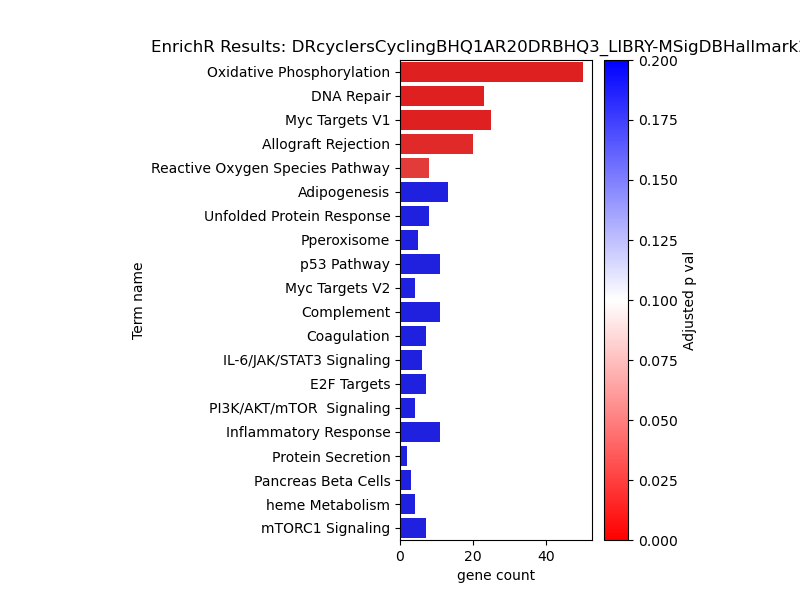 EnrichR Results: DRcyclersCyclingBHQ1AR20DRBHQ3_LIBRY-MSigDBHallmark
Term name
Oxidative Phosphorylation
DNA Repair
Myc Targets V1
Allograft Rejection
Reactive Oxygen Species Pathway
Adipogenesis
Unfolded Protein Response
Pperoxisome
p53 Pathway
Myc Targets V2
Complement
Coagulation
IL-6/JAK/STAT3 Signaling
E2F Targets
PI3K/AKT/mTOR  Signaling
Inflammatory Response
Protein Secretion
Pancreas Beta Cells
heme Metabolism
mTORC1 Signaling
0 20 40
gene count
0.200
0.175
0.150
0.125
0.100
0.075
0.050
0.025
0.000
Adjusted p val